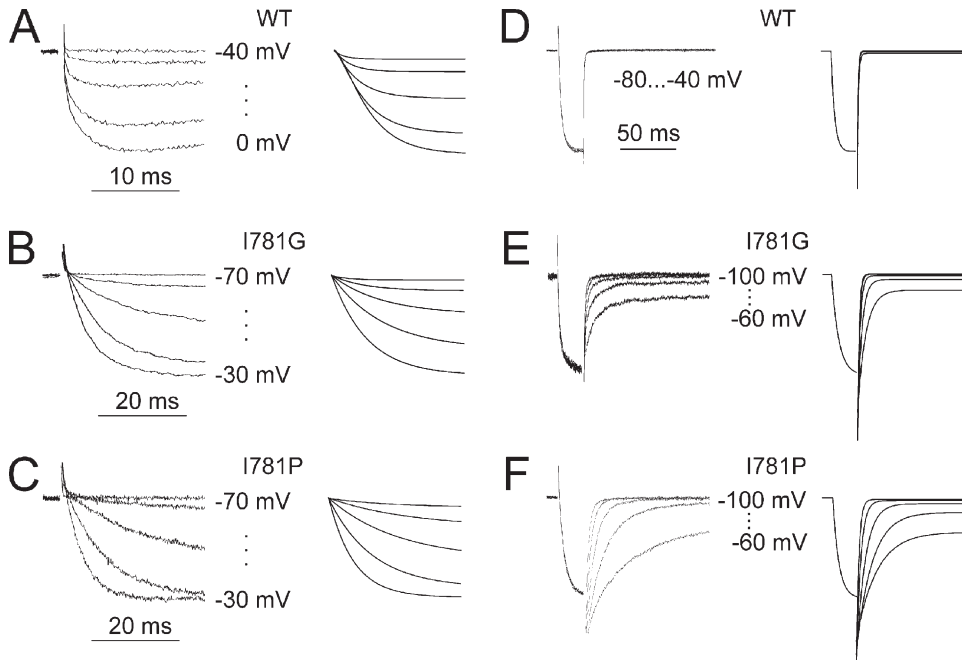 A
WT
-40 mV
0 mV
10 ms
B
I781G
-70 mV
-30 mV
20 ms
C
I781P
-70 mV
-30 mV
20 ms
D
WT
-80...-40 mV
50 ms
E
I781G
-100 mV
-60 mV
F
I781P
-100 mV
-60 mV